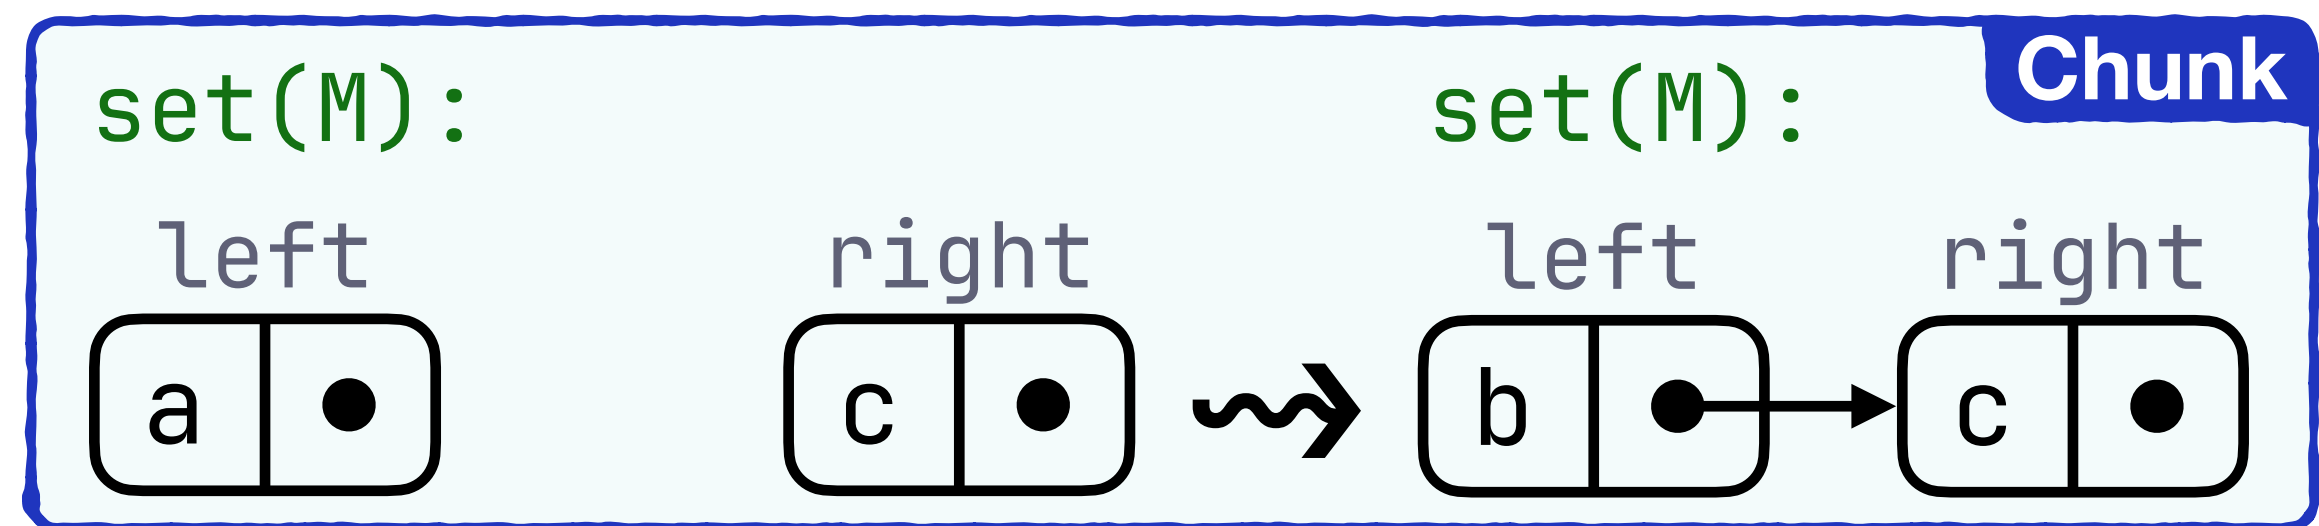 Chunk
set(M): set(M):
left right left right
a c b c